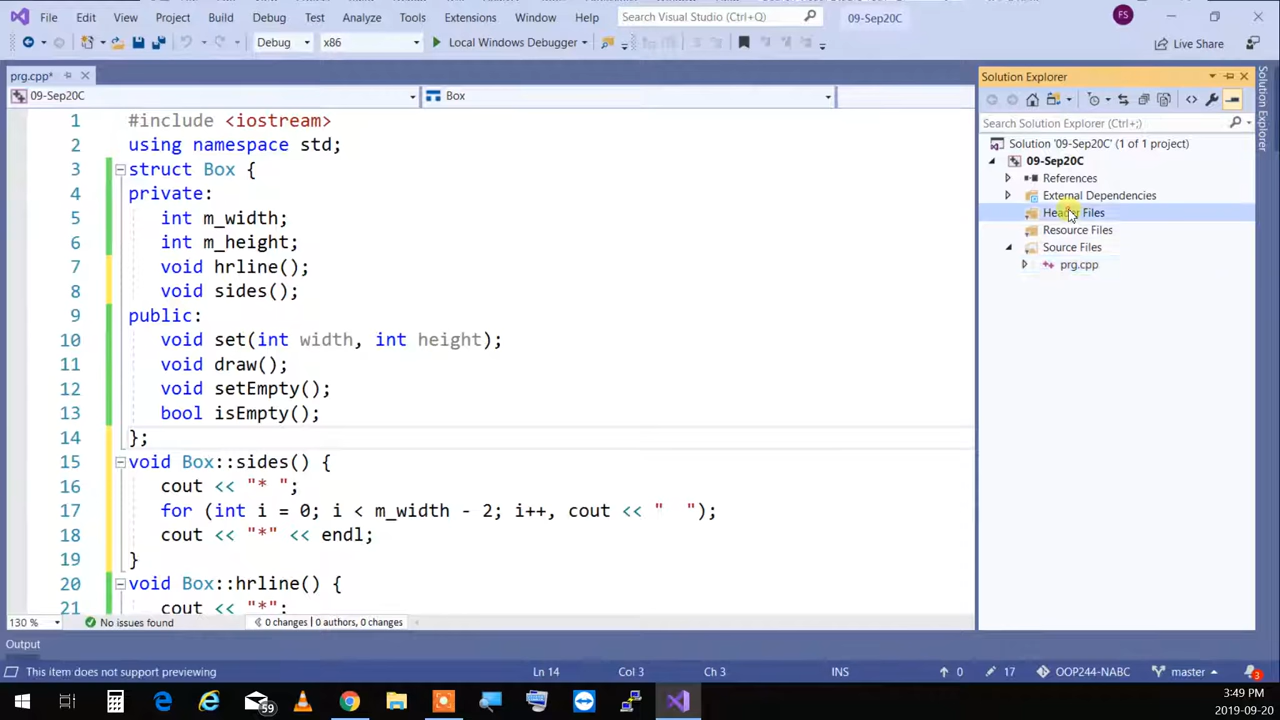 File Edit View Project Build Debug Test Analyze Tools Extensions Window Help Search Visual Studio (Ctrl+Q) 09-Sep20C FS
Debug x86 Local Windows Debugger Live Share
prg.cpp*
09-Sep20C Box
1 #include <iostream>
2 using namespace std;
3 struct Box {
4 private:
5 int m_width;
6 int m_height;
7 void hrline();
8 void sides();
9 public:
10 void set(int width, int height);
11 void draw();
12 void setEmpty();
13 bool isEmpty();
14 };
15 void Box::sides() {
16 cout << "* ";
17 for (int i = 0; i < m_width - 2; i++, cout << "  ");
18 cout << "*" << endl;
19 }
20 void Box::hrline() {
21 cout << "*";
130 % No issues found 0 changes | 0 authors, 0 changes
Output
Solution Explorer
Search Solution Explorer (Ctrl+;)
Solution '09-Sep20C' (1 of 1 project)
09-Sep20C
References
External Dependencies
Header Files
Resource Files
Source Files
prg.cpp
Solution Explorer
This item does not support previewing Ln 14 Col 3 Ch 3 INS 0 17 OOP244-NABC master 3
59
3:49 PM
2019-09-20